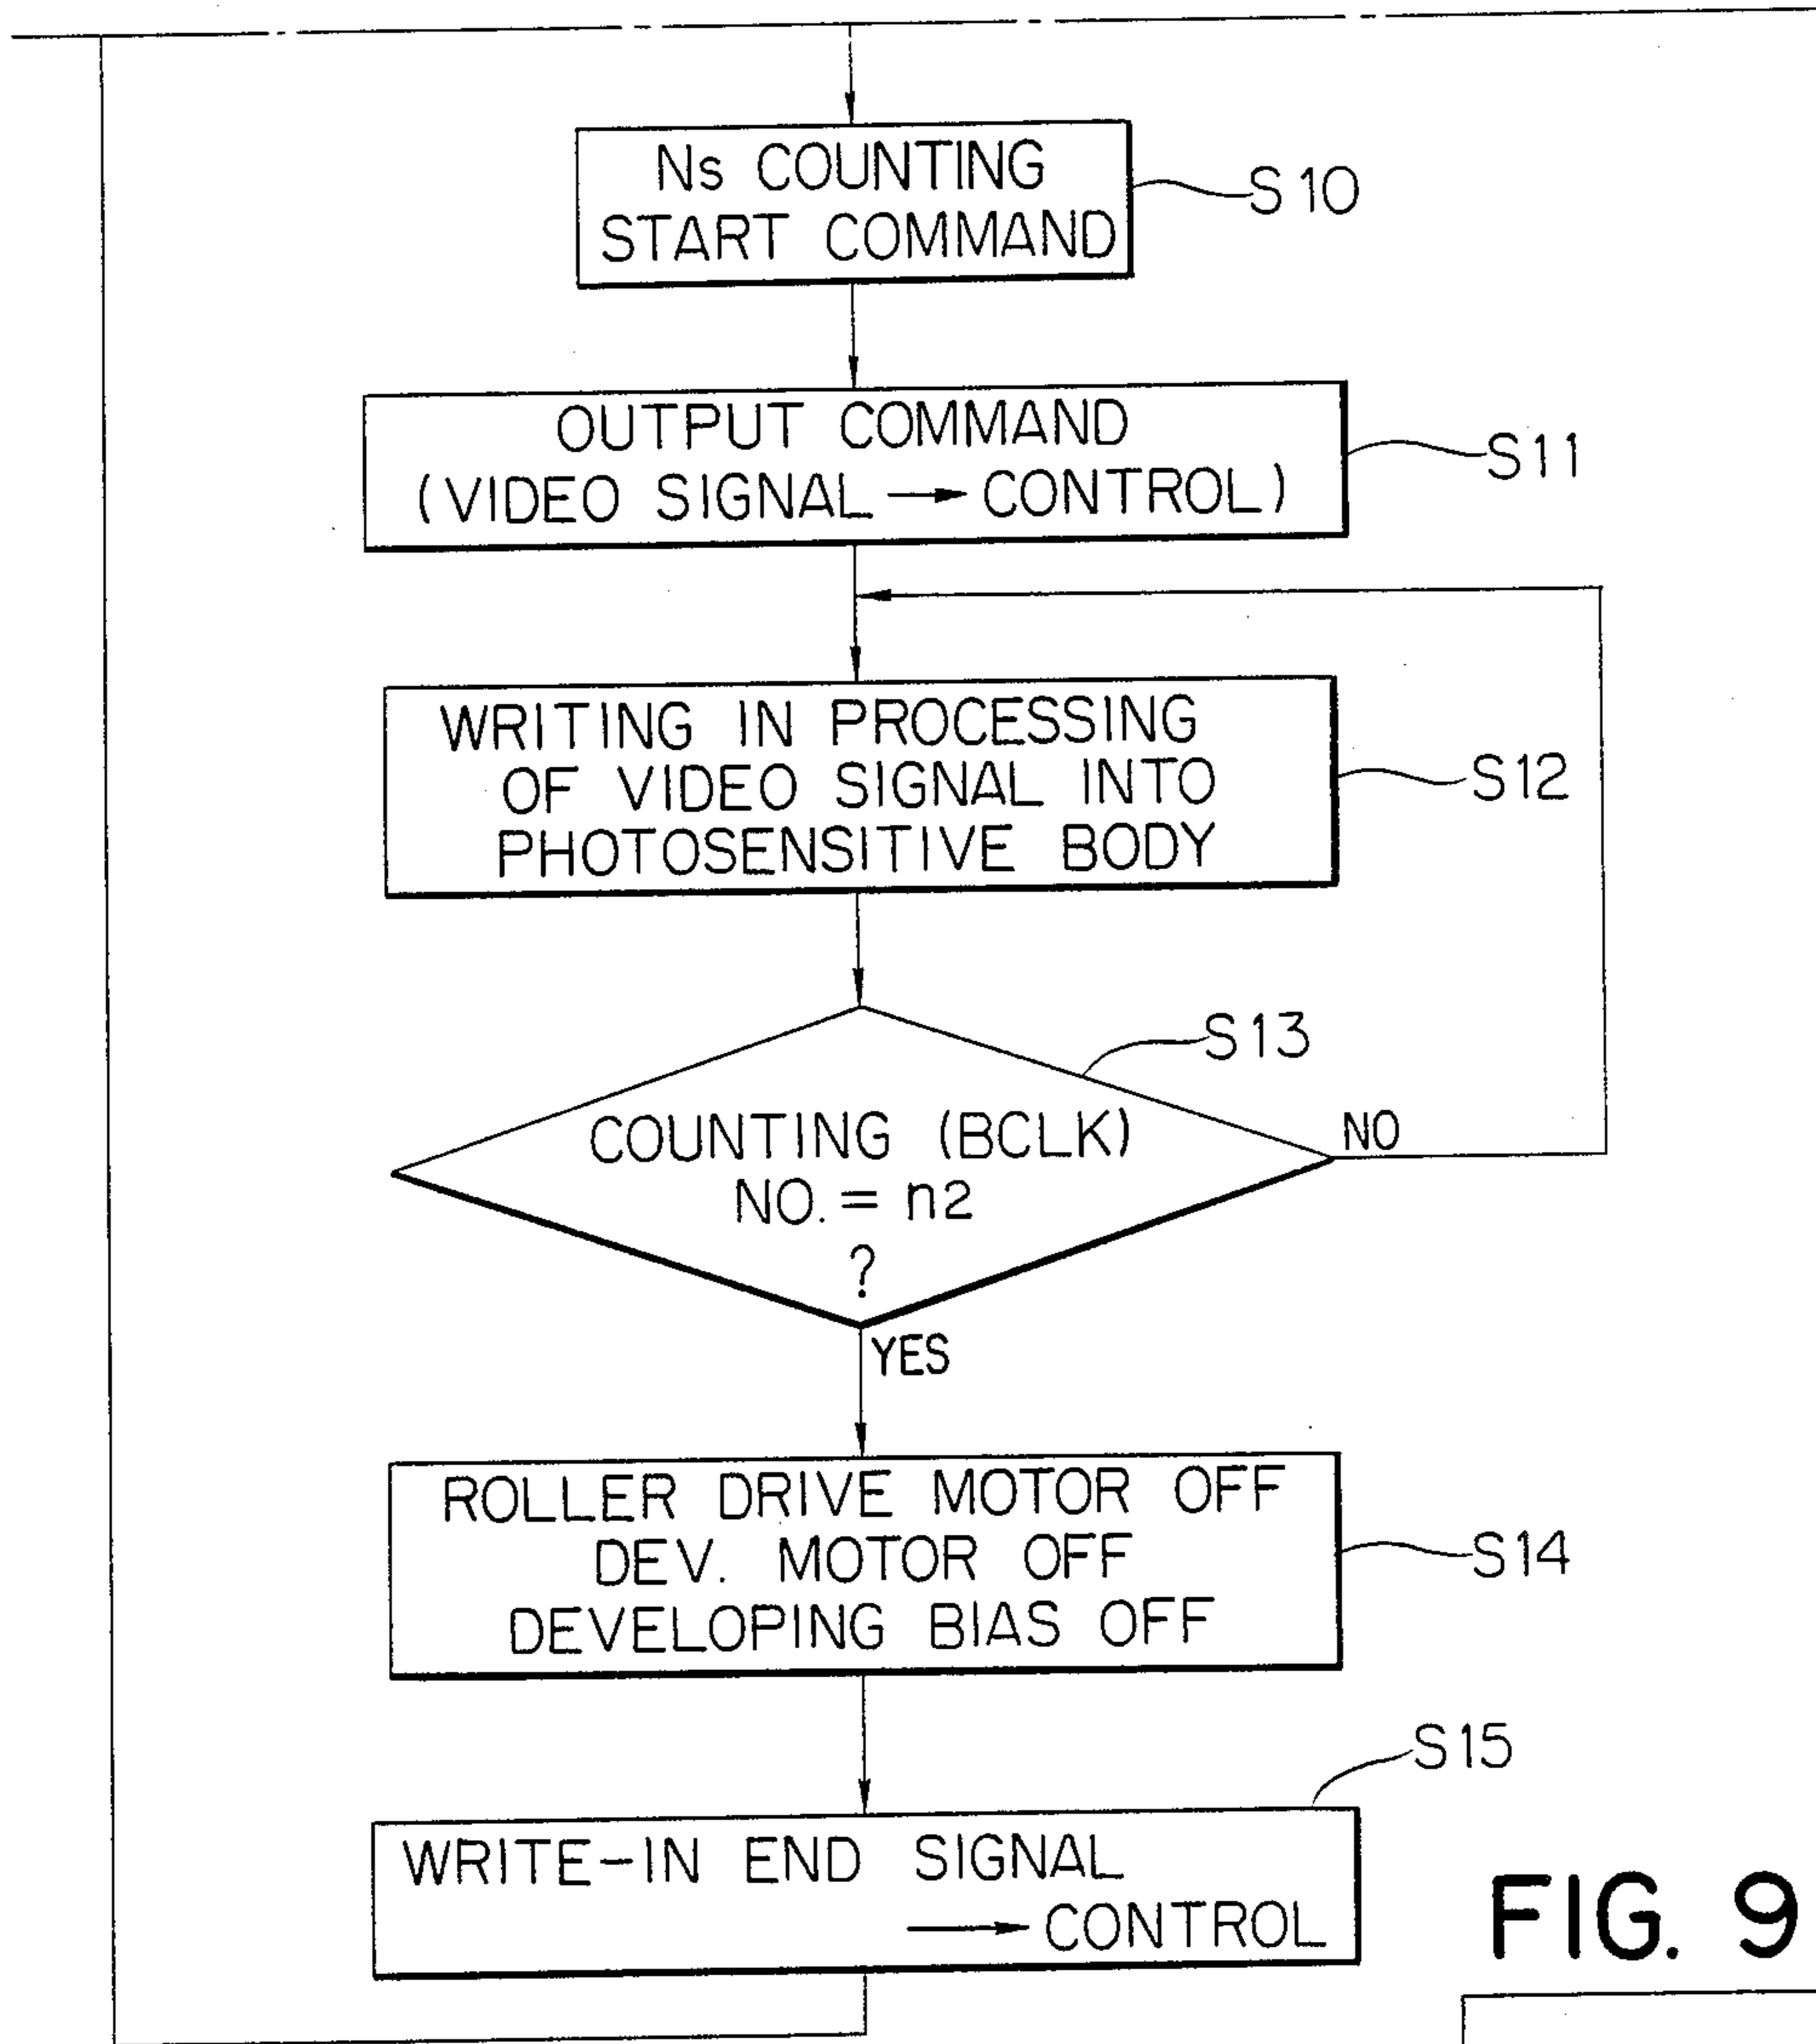 Ns COUNTING
START COMMAND
S10
OUTPUT COMMAND
(VIDEO SIGNAL → CONTROL)
S11
WRITING IN PROCESSING
OF VIDEO SIGNAL INTO
PHOTOSENSITIVE BODY
S12
S13
COUNTING (BCLK)
NO. = n2
?
NO
YES
ROLLER DRIVE MOTOR OFF
DEV. MOTOR OFF
DEVELOPING BIAS OFF
S14
S15
WRITE-IN END SIGNAL
→ CONTROL
FIG. 9